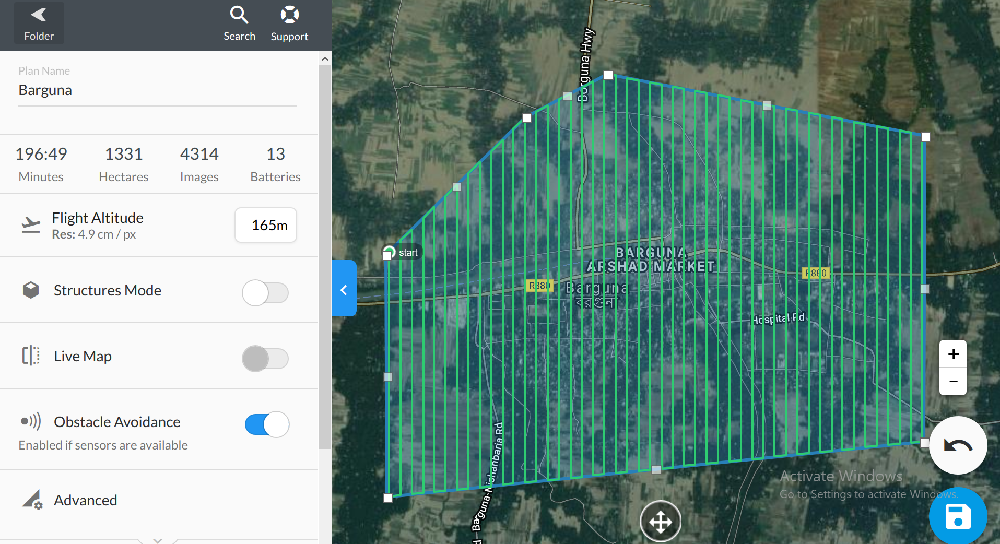 Folder
Search
Support
Plan Name
Barguna
196:49
1331
4314
13
Minutes
Hectares
Images
Batteries
Flight Altitude
Res: 4.9 cm / px
165m
Structures Mode
Live Map
Obstacle Avoidance
Enabled if sensors are available
Advanced
Barguna Hwy
start
BARGUNA
ARSHAD MARKET
R880
R880
Barguna
বরগুনা
Hospital Rd
Barguna-Nishanbaria Rd
+
−
Activate Windows
Go to Settings to activate Windows.